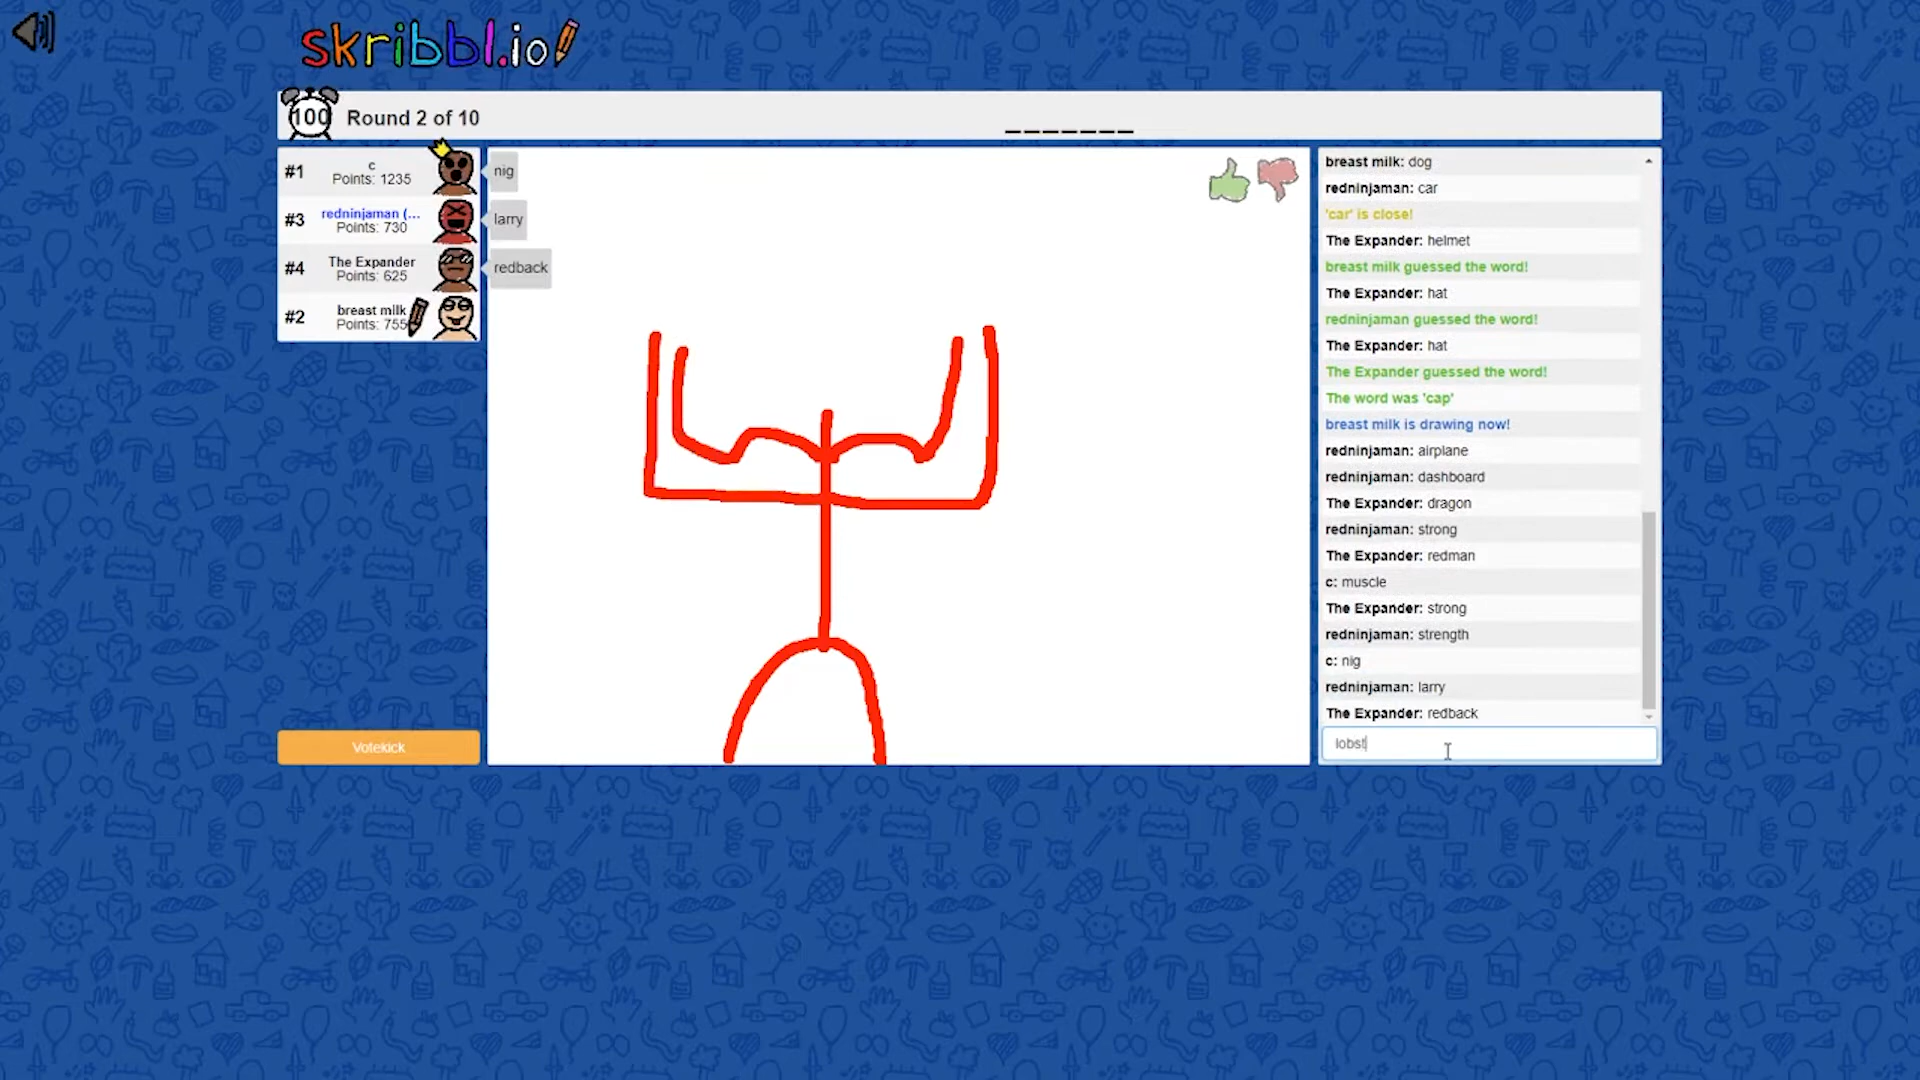 skribbl.io
100
Round 2 of 10
_______
#1
c
Points: 1235
nig
#3
redninjaman (...
Points: 730
larry
#4
The Expander
Points: 625
redback
#2
breast milk
Points: 755
Votekick
breast milk: dog
redninjaman: car
'car' is close!
The Expander: helmet
breast milk guessed the word!
The Expander: hat
redninjaman guessed the word!
The Expander: hat
The Expander guessed the word!
The word was 'cap'
breast milk is drawing now!
redninjaman: airplane
redninjaman: dashboard
The Expander: dragon
redninjaman: strong
The Expander: redman
c: muscle
The Expander: strong
redninjaman: strength
c: nig
redninjaman: larry
The Expander: redback
lobst